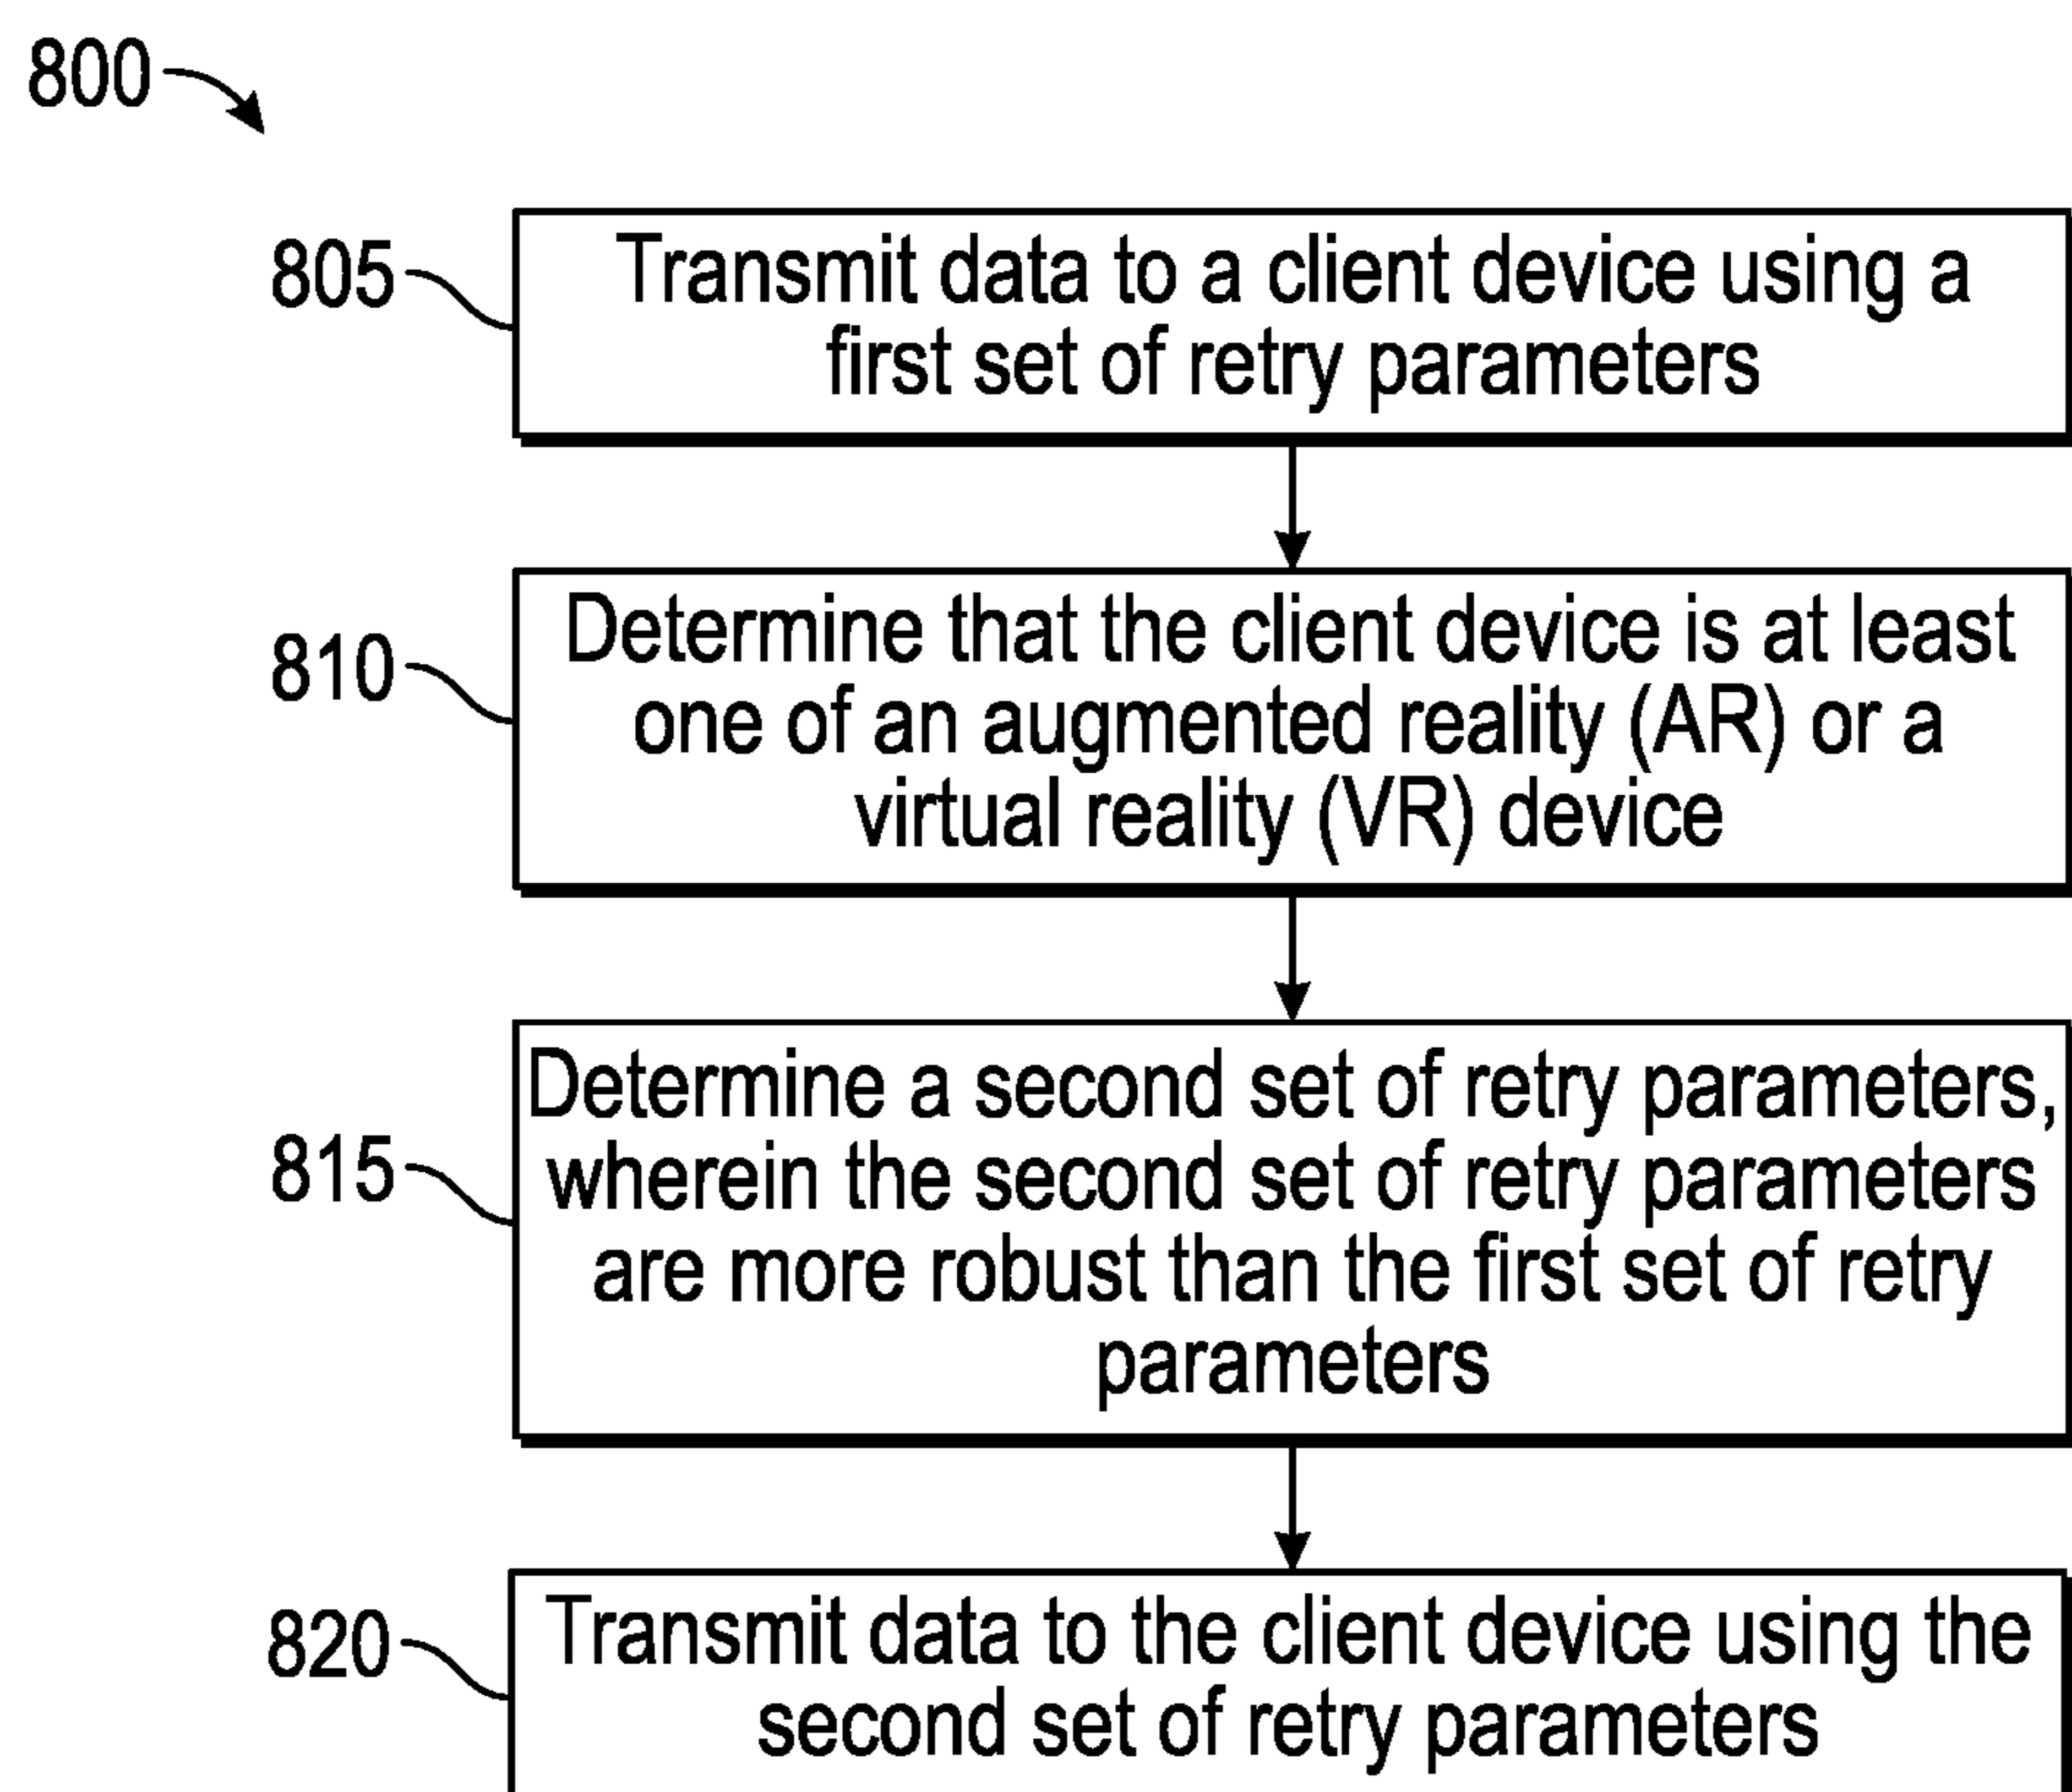 800
805
Transmit data to a client device using a
first set of retry parameters
810
Determine that the client device is at least
one of an augmented reality (AR) or a
virtual reality (VR) device
815
Determine a second set of retry parameters,
wherein the second set of retry parameters
are more robust than the first set of retry
parameters
820
Transmit data to the client device using the
second set of retry parameters